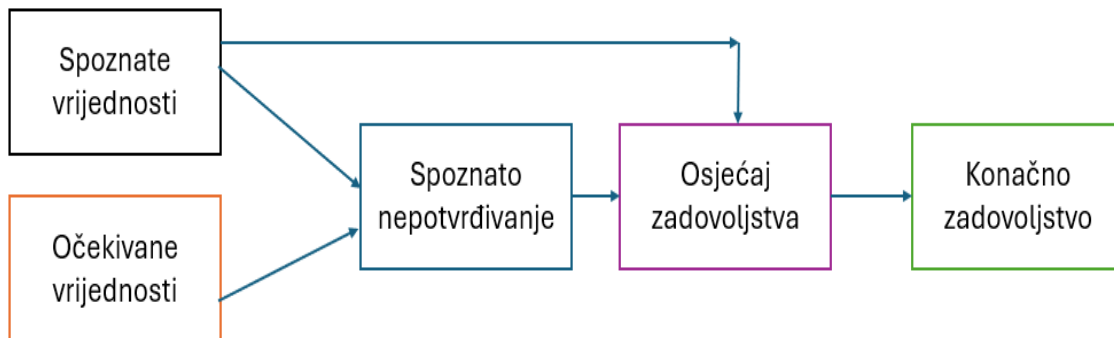 Spoznate
vrijednosti
Očekivane
vrijednosti
Spoznato
nepotvrđivanje
Osjećaj
zadovoljstva
Konačno
zadovoljstvo